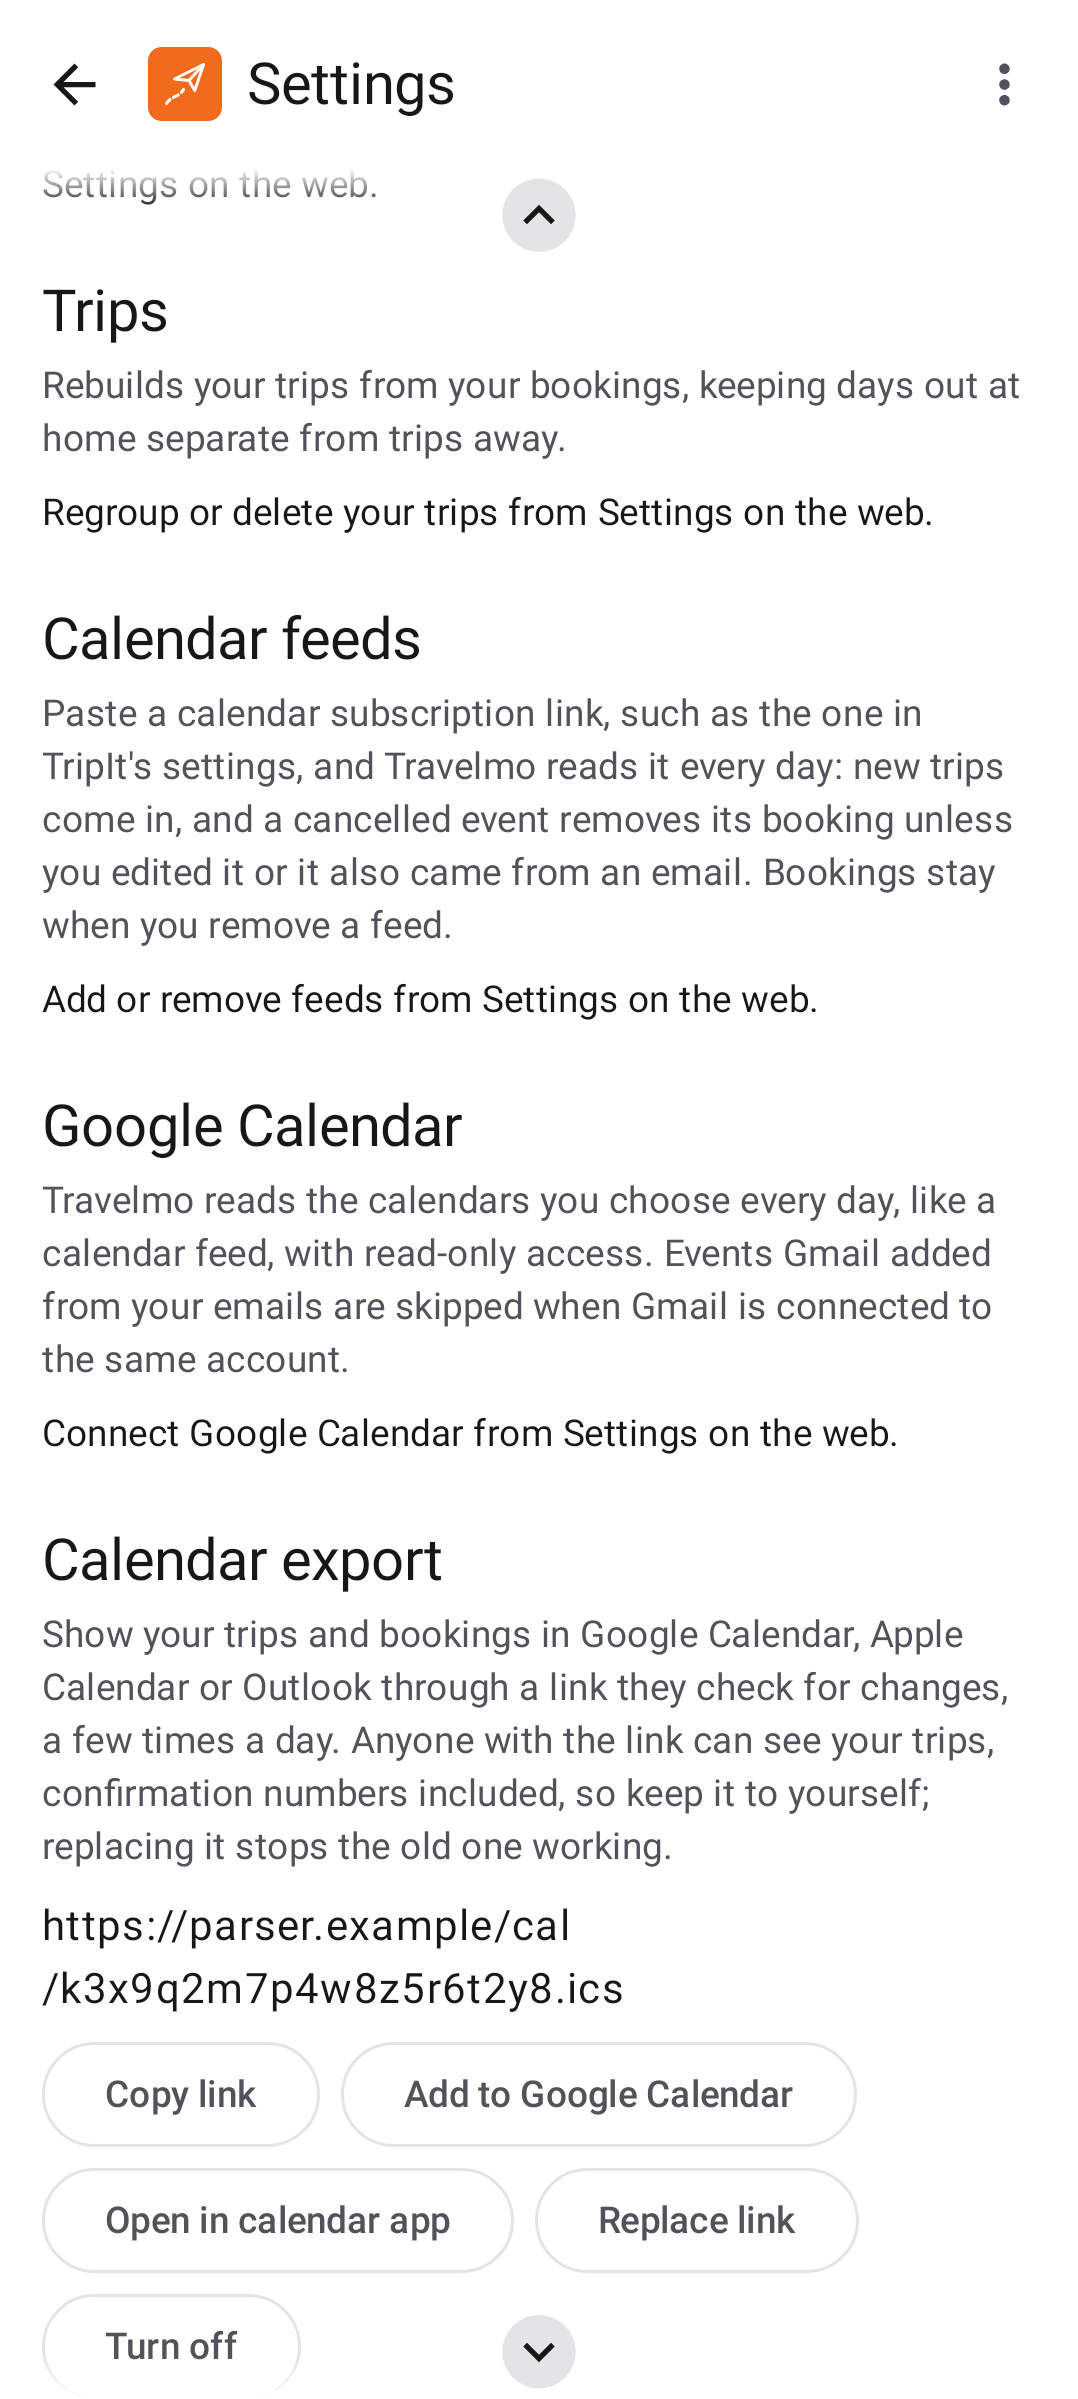 Settings
Settings on the web.
Trips
Rebuilds your trips from your bookings, keeping days out at
home separate from trips away.
Regroup or delete your trips from Settings on the web.
Calendar feeds
Paste a calendar subscription link, such as the one in
TripIt's settings, and Travelmo reads it every day: new trips
come in, and a cancelled event removes its booking unless
you edited it or it also came from an email. Bookings stay
when you remove a feed.
Add or remove feeds from Settings on the web.
Google Calendar
Travelmo reads the calendars you choose every day, like a
calendar feed, with read-only access. Events Gmail added
from your emails are skipped when Gmail is connected to
the same account.
Connect Google Calendar from Settings on the web.
Calendar export
Show your trips and bookings in Google Calendar, Apple
Calendar or Outlook through a link they check for changes,
a few times a day. Anyone with the link can see your trips,
confirmation numbers included, so keep it to yourself;
replacing it stops the old one working.
https://parser.example/cal
/k3x9q2m7p4w8z5r6t2y8.ics
Copy link
Add to Google Calendar
Open in calendar app
Replace link
Turn off